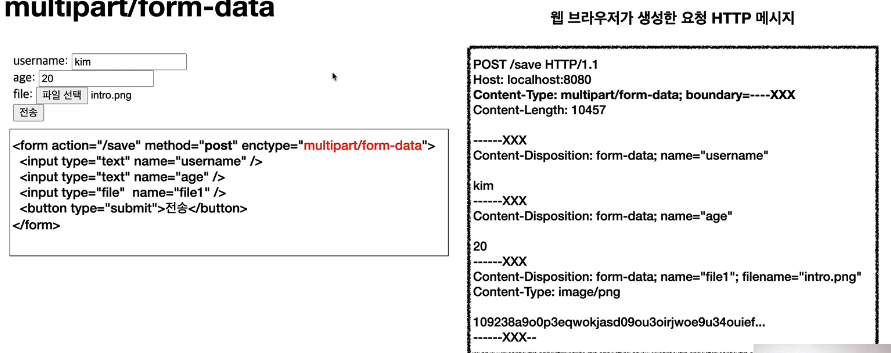 multipart/form-data
username: kim
age: 20
file: 파일 선택 intro.png
전송
<form action="/save" method="post" enctype="multipart/form-data">
<input type="text" name="username" />
<input type="text" name="age" />
<input type="file" name="file1" />
<button type="submit">전송</button>
</form>
웹 브라우저가 생성한 요청 HTTP 메시지
POST /save HTTP/1.1
Host: localhost:8080
Content-Type: multipart/form-data; boundary=----XXX
Content-Length: 10457
------XXX
Content-Disposition: form-data; name="username"
kim
------XXX
Content-Disposition: form-data; name="age"
20
------XXX
Content-Disposition: form-data; name="file1"; filename="intro.png"
Content-Type: image/png
109238a9o0p3eqwokjasd09ou3oirjwoe9u34ouief...
------XXX--